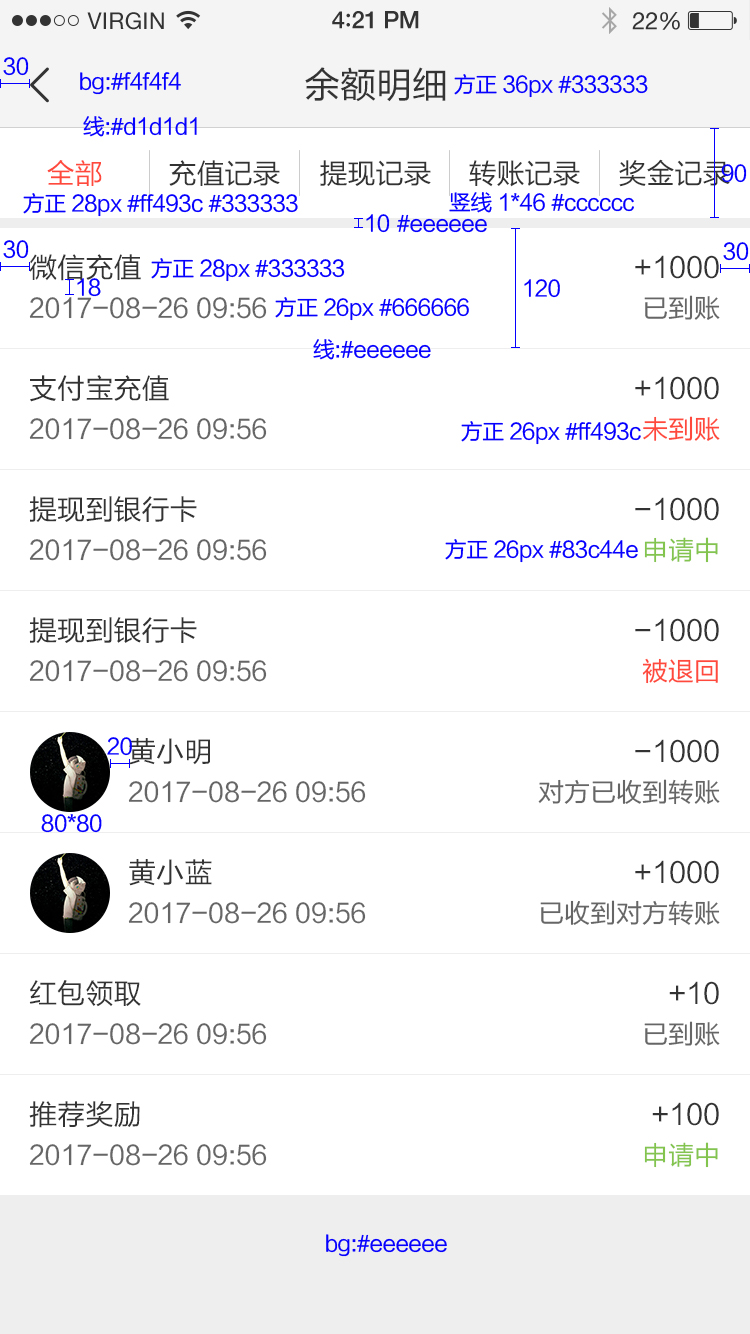 VIRGIN 4:21 PM 22%
30 bg:#f4f4f4 余额明细 方正 36px #333333
线:#d1d1d1
全部 充值记录 提现记录 转账记录 奖金记录 90
方正 28px #ff493c #333333 竖线 1*46 #cccccc
10 #eeeeee
30 微信充值 方正 28px #333333 +1000 30
18 120
2017-08-26 09:56 方正 26px #666666 已到账
线:#eeeeee
支付宝充值 +1000
2017-08-26 09:56 方正 26px #ff493c 未到账
提现到银行卡 -1000
2017-08-26 09:56 方正 26px #83c44e 申请中
提现到银行卡 -1000
2017-08-26 09:56 被退回
20 黄小明 -1000
2017-08-26 09:56 对方已收到转账
80*80
黄小蓝 +1000
2017-08-26 09:56 已收到对方转账
红包领取 +10
2017-08-26 09:56 已到账
推荐奖励 +100
2017-08-26 09:56 申请中
bg:#eeeeee